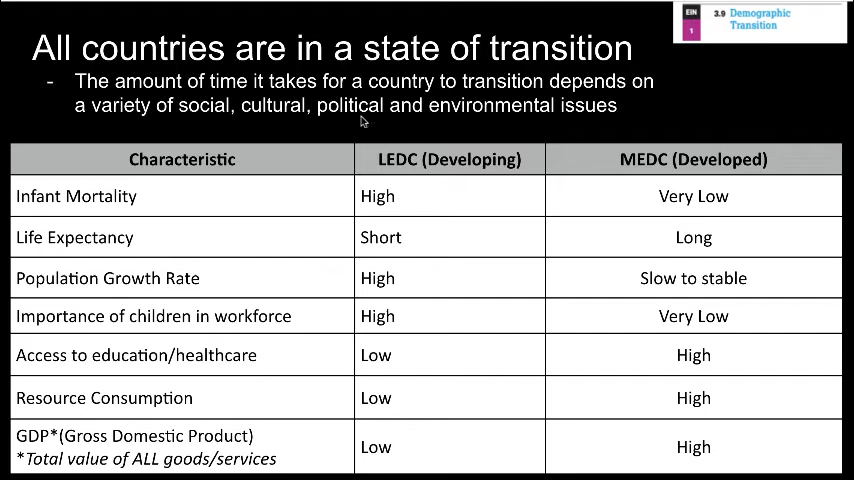 EIN
1
3.9 Demographic
Transition
All countries are in a state of transition
- The amount of time it takes for a country to transition depends on
a variety of social, cultural, political and environmental issues
Characteristic LEDC (Developing) MEDC (Developed)
Infant Mortality High Very Low
Life Expectancy Short Long
Population Growth Rate High Slow to stable
Importance of children in workforce High Very Low
Access to education/healthcare Low High
Resource Consumption Low High
GDP*(Gross Domestic Product)
*Total value of ALL goods/services Low High